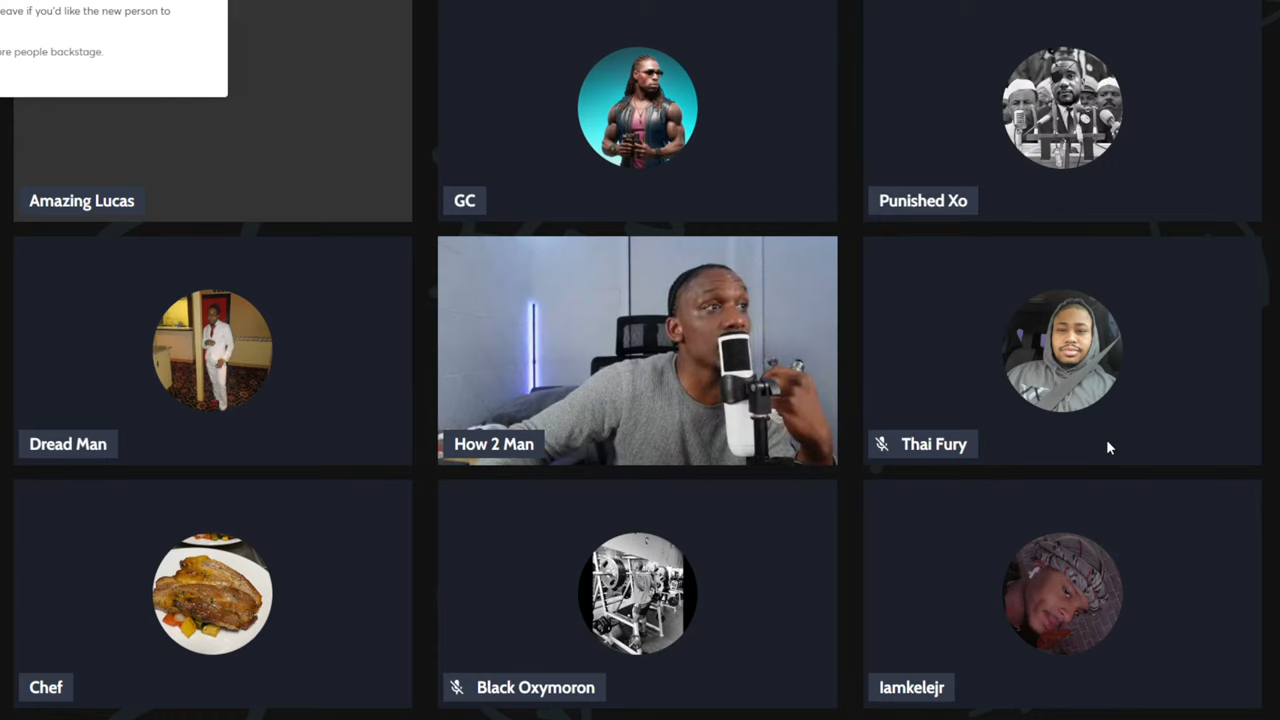 eave if you'd like the new person to
ore people backstage.
Amazing Lucas
GC
Punished Xo
Dread Man
How 2 Man
Thai Fury
Chef
Black Oxymoron
Iamkelejr